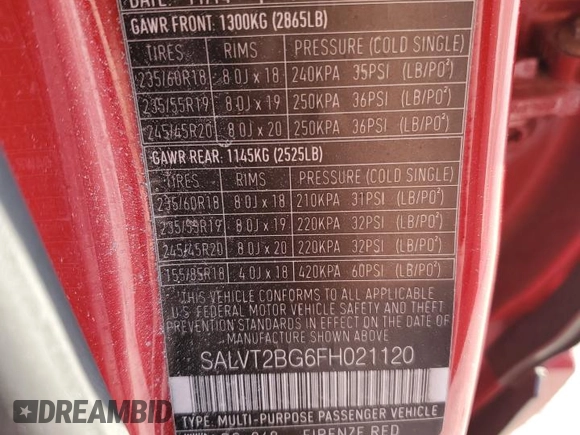 DATE: 11/14
GAWR FRONT: 1300KG (2865LB)
TIRES RIMS PRESSURE (COLD SINGLE)
235/60R18 8.0J x 18 240KPA 35PSI (LB/PO²)
235/55R19 8.0J x 19 250KPA 36PSI (LB/PO²)
245/45R20 8.0J x 20 250KPA 36PSI (LB/PO²)
GAWR REAR: 1145KG (2525LB)
TIRES RIMS PRESSURE (COLD SINGLE)
235/60R18 8.0J x 18 210KPA 31PSI (LB/PO²)
235/55R19 8.0J x 19 220KPA 32PSI (LB/PO²)
245/45R20 8.0J x 20 220KPA 32PSI (LB/PO²)
155/85R18 4.0J x 18 420KPA 60PSI (LB/PO²)
THIS VEHICLE CONFORMS TO ALL APPLICABLE
U.S. FEDERAL MOTOR VEHICLE SAFETY AND THEFT
PREVENTION STANDARDS IN EFFECT ON THE DATE OF
MANUFACTURE SHOWN ABOVE
SALVT2BG6FH021120
TYPE: MULTI-PURPOSE PASSENGER VEHICLE
FIRENZE RED
DREAMBID
DREAMBID